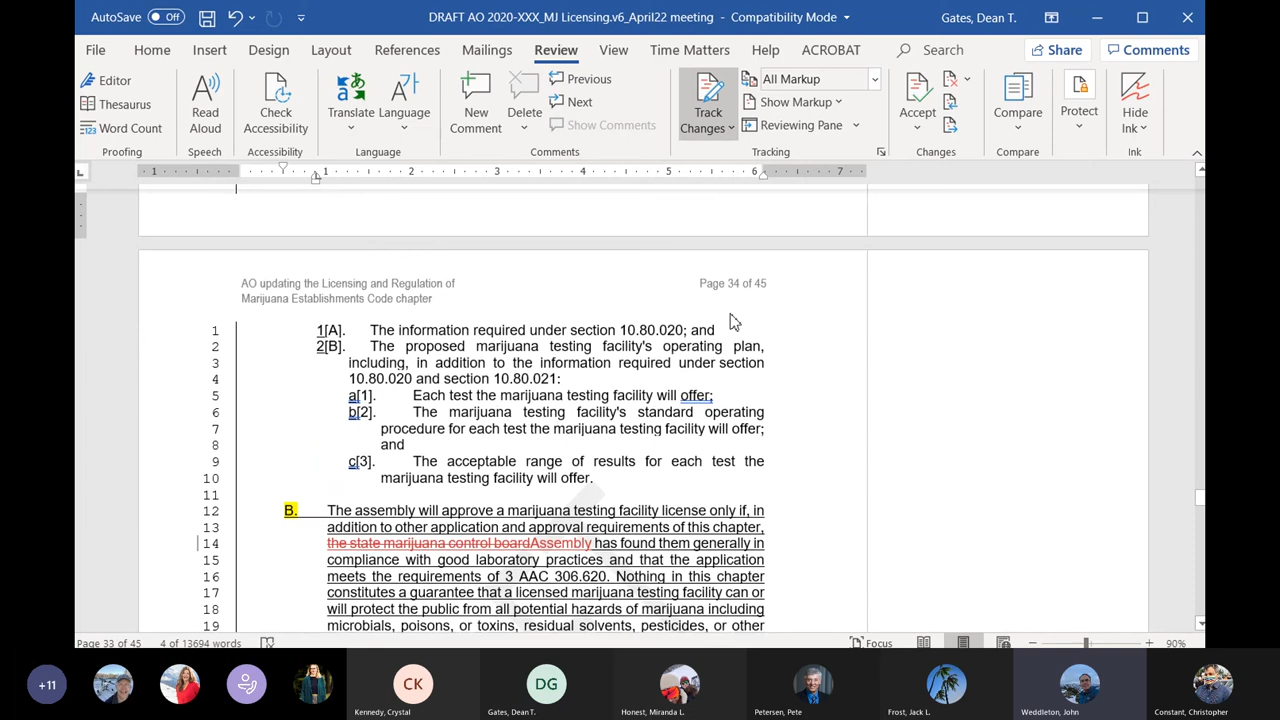 AutoSave Off DRAFT AO 2020-XXX_MJ Licensing.v6_April22 meeting - Compatibility Mode Gates, Dean T.
File Home Insert Design Layout References Mailings Review View Time Matters Help ACROBAT Search Share Comments
Editor
Thesaurus
Word Count
Proofing
Read Aloud
Speech
Check Accessibility
Accessibility
Translate Language
Language
New Comment
Delete
Previous
Next
Show Comments
Comments
Track Changes
All Markup
Show Markup
Reviewing Pane
Tracking
Accept
Changes
Compare
Compare
Protect
Hide Ink
Ink
1 1 2 3 4 5 6 7
AO updating the Licensing and Regulation of Page 34 of 45
Marijuana Establishments Code chapter
1 1[A]. The information required under section 10.80.020; and
2 2[B]. The proposed marijuana testing facility's operating plan,
3 including, in addition to the information required under section
4 10.80.020 and section 10.80.021:
5 a[1]. Each test the marijuana testing facility will offer;
6 b[2]. The marijuana testing facility's standard operating
7 procedure for each test the marijuana testing facility will offer;
8 and
9 c[3]. The acceptable range of results for each test the
10 marijuana testing facility will offer.
11
12 B. The assembly will approve a marijuana testing facility license only if, in
13 addition to other application and approval requirements of this chapter,
14 the state marijuana control boardAssembly has found them generally in
15 compliance with good laboratory practices and that the application
16 meets the requirements of 3 AAC 306.620. Nothing in this chapter
17 constitutes a guarantee that a licensed marijuana testing facility can or
18 will protect the public from all potential hazards of marijuana including
19 microbials, poisons, or toxins, residual solvents, pesticides, or other
Page 33 of 45 4 of 13694 words Focus 90%
+11 CK DG
Kennedy, Crystal Gates, Dean T. Honest, Miranda L. Petersen, Pete Frost, Jack L. Weddleton, John Constant, Christopher